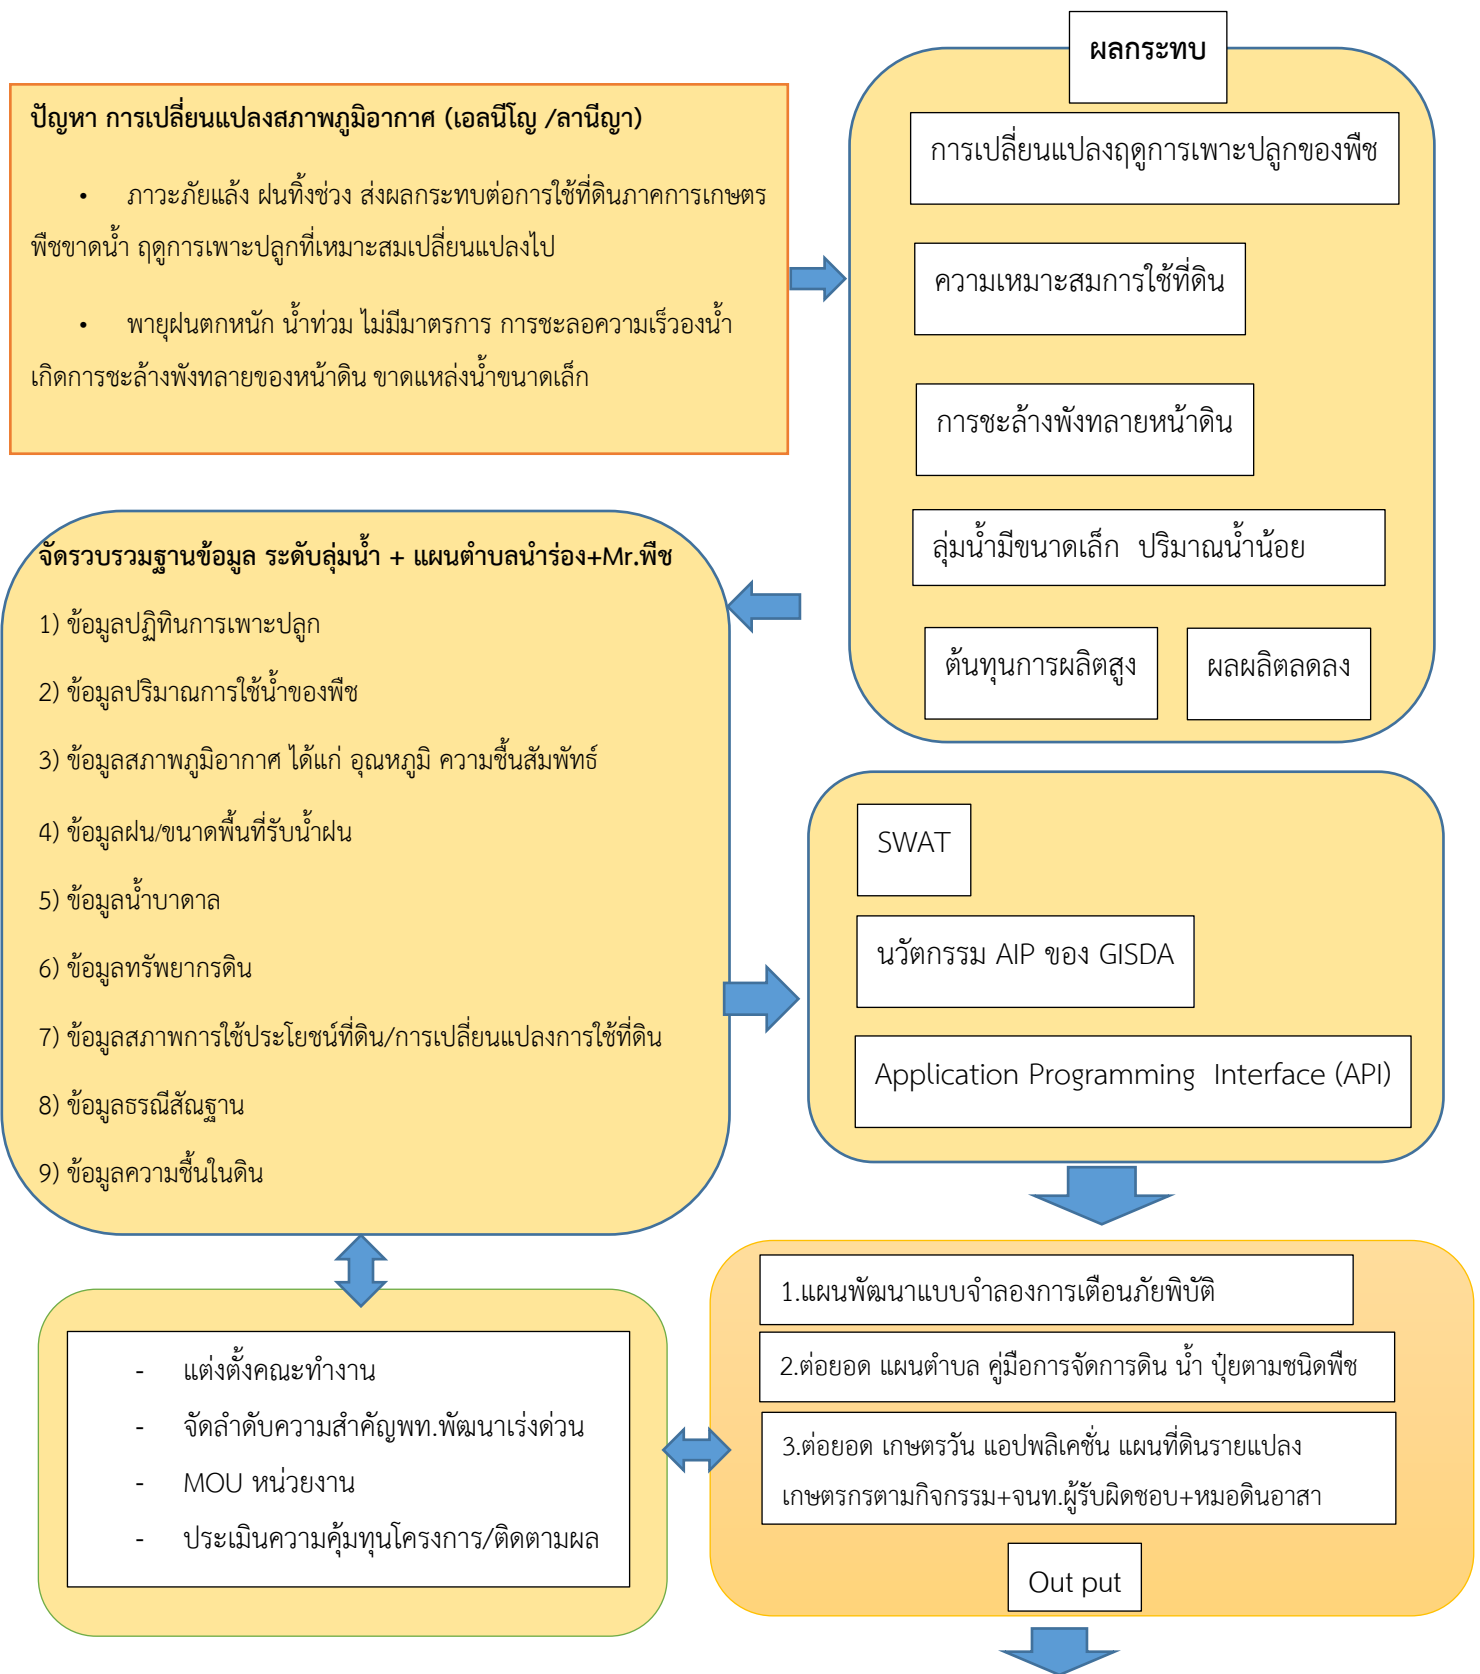 ผลกระทบ
ปัญหา การเปลี่ยนแปลงสภาพภูมิอากาศ (เอลนีโญ /ลานีญา)
• ภาวะภัยแล้ง ฝนทิ้งช่วง ส่งผลกระทบต่อการใช้ที่ดินภาคการเกษตร
พืชขาดน้ำ ฤดูการเพาะปลูกที่เหมาะสมเปลี่ยนแปลงไป
• พายุฝนตกหนัก น้ำท่วม ไม่มีมาตรการ การชะลอความเร็วองน้ำ
เกิดการชะล้างพังทลายของหน้าดิน ขาดแหล่งน้ำขนาดเล็ก
การเปลี่ยนแปลงฤดูการเพาะปลูกของพืช
ความเหมาะสมการใช้ที่ดิน
การชะล้างพังทลายหน้าดิน
ลุ่มน้ำมีขนาดเล็ก ปริมาณน้ำน้อย
ต้นทุนการผลิตสูง
ผลผลิตลดลง
จัดรวบรวมฐานข้อมูล ระดับลุ่มน้ำ + แผนตำบลนำร่อง+Mr.พืช
1) ข้อมูลปฏิทินการเพาะปลูก
2) ข้อมูลปริมาณการใช้น้ำของพืช
3) ข้อมูลสภาพภูมิอากาศ ได้แก่ อุณหภูมิ ความชื้นสัมพัทธ์
4) ข้อมูลฝน/ขนาดพื้นที่รับน้ำฝน
5) ข้อมูลน้ำบาดาล
6) ข้อมูลทรัพยากรดิน
7) ข้อมูลสภาพการใช้ประโยชน์ที่ดิน/การเปลี่ยนแปลงการใช้ที่ดิน
8) ข้อมูลธรณีสัณฐาน
9) ข้อมูลความชื้นในดิน
SWAT
นวัตกรรม AIP ของ GISDA
Application Programming Interface (API)
- แต่งตั้งคณะทำงาน
- จัดลำดับความสำคัญพท.พัฒนาเร่งด่วน
- MOU หน่วยงาน
- ประเมินความคุ้มทุนโครงการ/ติดตามผล
1.แผนพัฒนาแบบจำลองการเตือนภัยพิบัติ
2.ต่อยอด แผนตำบล คู่มือการจัดการดิน น้ำ ปุ๋ยตามชนิดพืช
3.ต่อยอด เกษตรวัน แอปพลิเคชั่น แผนที่ดินรายแปลง
เกษตรกรตามกิจกรรม+จนท.ผู้รับผิดชอบ+หมอดินอาสา
Out put